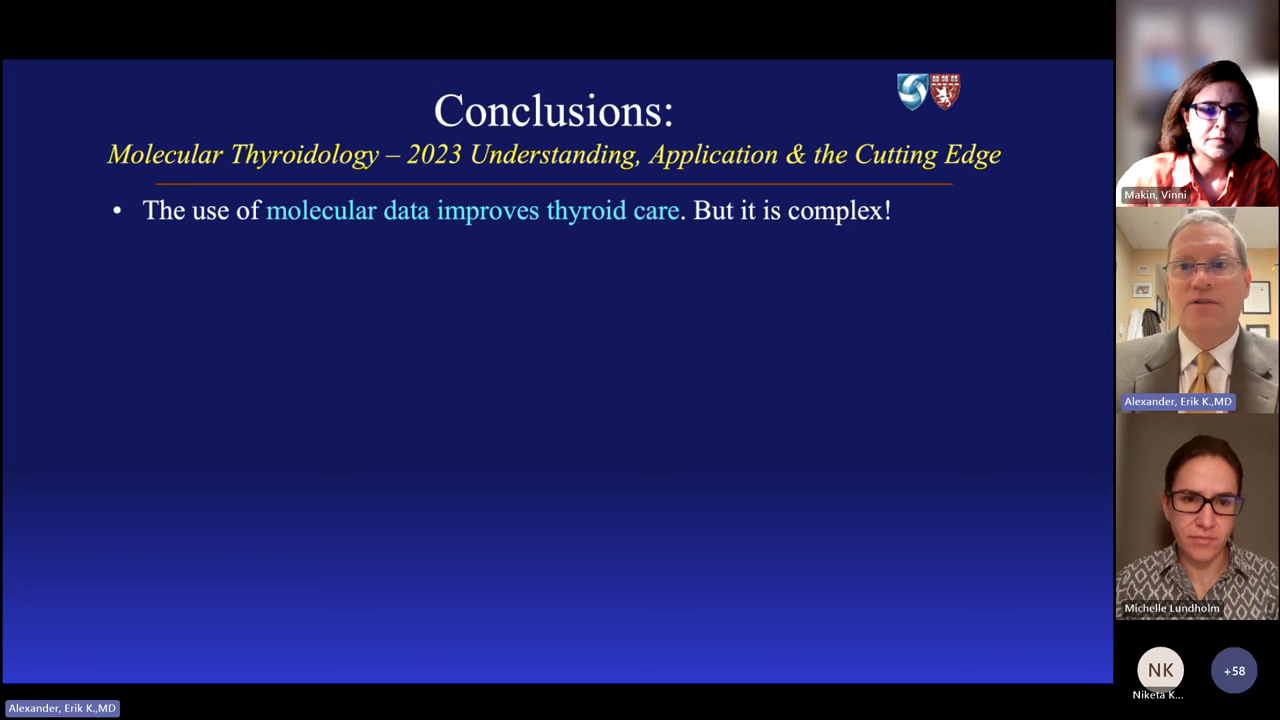 Conclusions:
Molecular Thyroidology – 2023 Understanding, Application & the Cutting Edge
• The use of molecular data improves thyroid care. But it is complex!
Makin, Vinni
Alexander, Erik K.,MD
Michelle Lundholm
NK
Niketa K...
+58
Alexander, Erik K.,MD